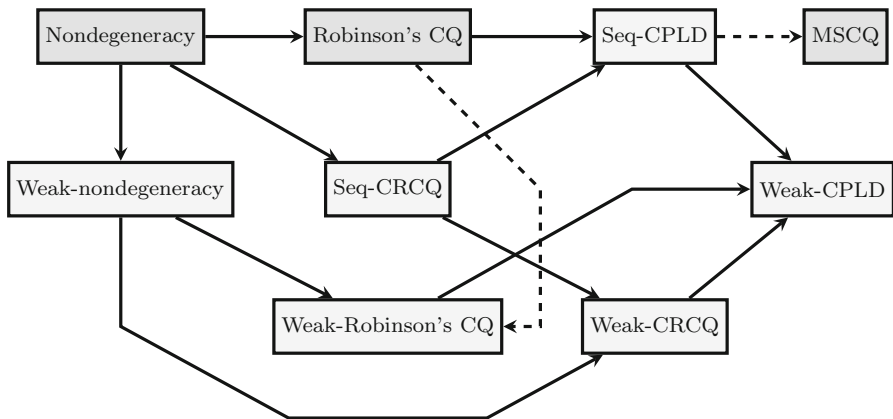 Nondegeneracy
Robinson's CQ
Seq-CPLD
MSCQ
Weak-nondegeneracy
Seq-CRCQ
Weak-CPLD
Weak-Robinson's CQ
Weak-CRCQ